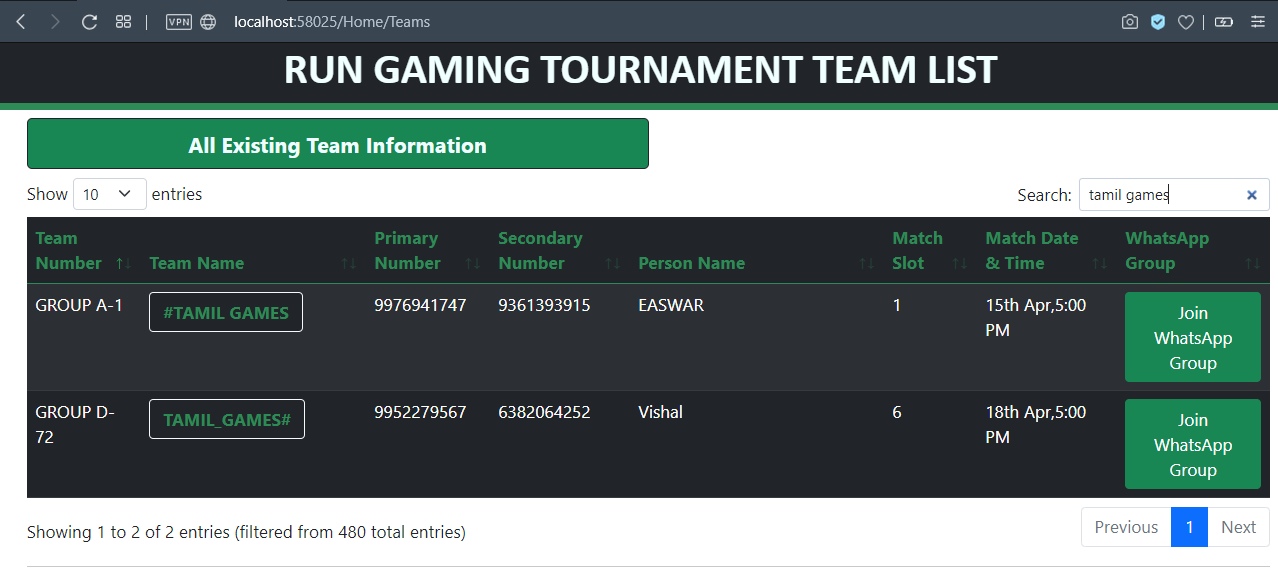 VPN localhost:58025/Home/Teams
RUN GAMING TOURNAMENT TEAM LIST
All Existing Team Information
Show 10 entries Search: tamil games
Team Number Team Name Primary Number Secondary Number Person Name Match Slot Match Date & Time WhatsApp Group
GROUP A-1 #TAMIL GAMES 9976941747 9361393915 EASWAR 1 15th Apr,5:00 PM Join WhatsApp Group
GROUP D-72 TAMIL_GAMES# 9952279567 6382064252 Vishal 6 18th Apr,5:00 PM Join WhatsApp Group
Showing 1 to 2 of 2 entries (filtered from 480 total entries) Previous 1 Next